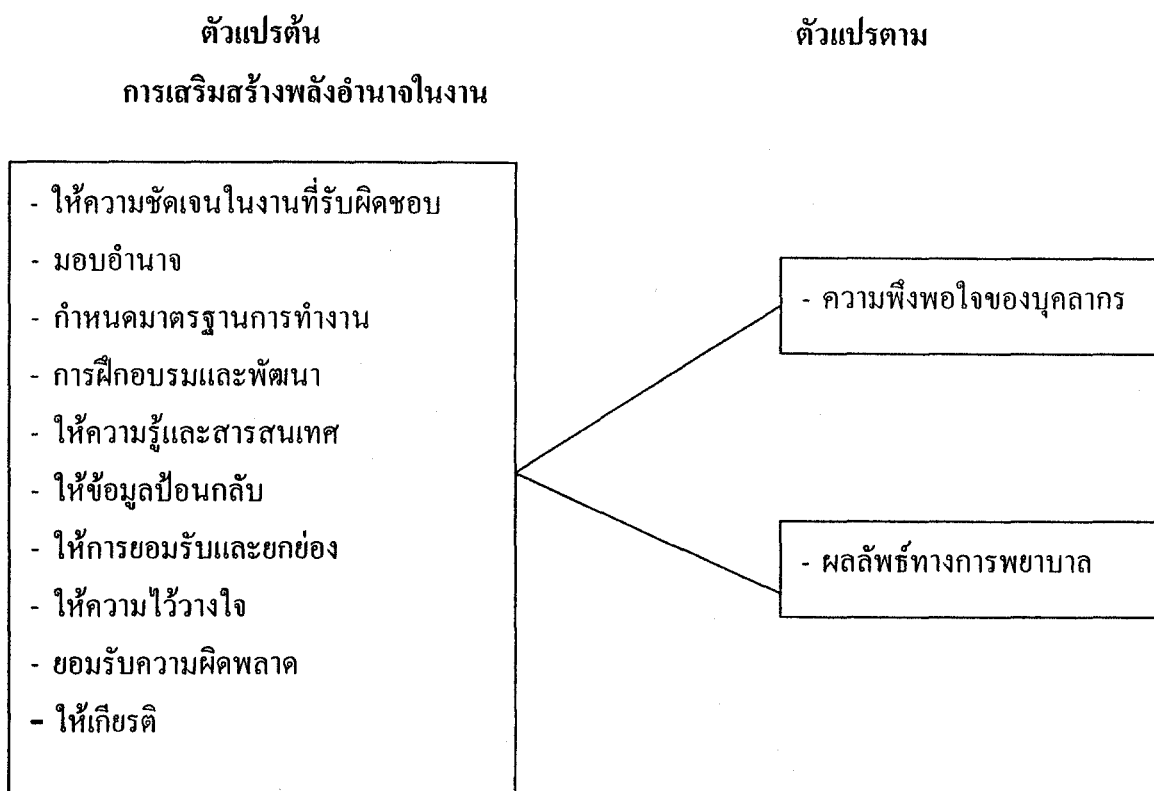 ตัวแปรต้น
ตัวแปรตาม
การเสริมสร้างพลังอำนาจในงาน
- ให้ความชัดเจนในงานที่รับผิดชอบ
- มอบอำนาจ
- กำหนดมาตรฐานการทำงาน
- การฝึกอบรมและพัฒนา
- ให้ความรู้และสารสนเทศ
- ให้ข้อมูลป้อนกลับ
- ให้การยอมรับและยกย่อง
- ให้ความไว้วางใจ
- ยอมรับความผิดพลาด
- ให้เกียรติ
- ความพึงพอใจของบุคลากร
- ผลลัพธ์ทางการพยาบาล